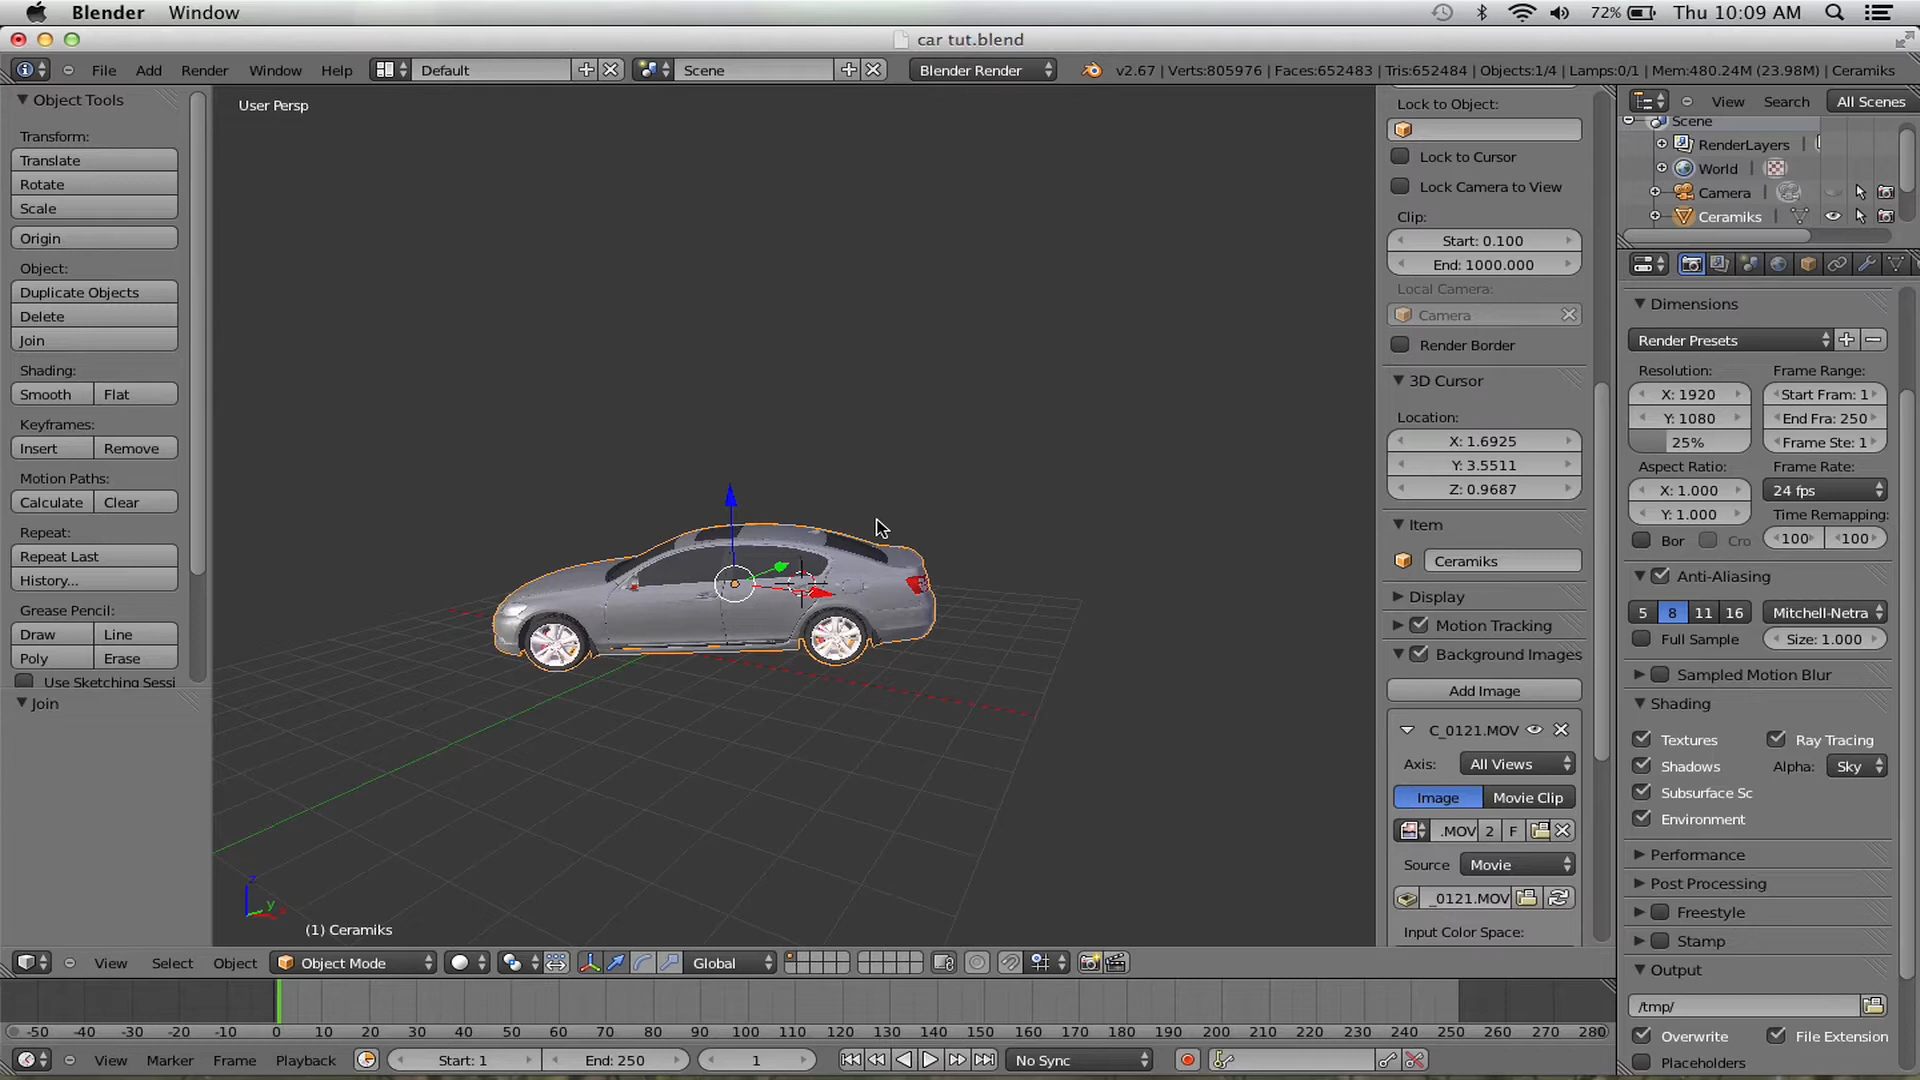 Blender Window 72% Thu 10:09 AM
car tut.blend
File Add Render Window Help Default Scene Blender Render v2.67 | Verts:805976 | Faces:652483 | Tris:652484 | Objects:1/4 | Lamps:0/1 | Mem:480.24M (23.98M) | Ceramiks
Object Tools
Transform:
Translate
Rotate
Scale
Origin
Object:
Duplicate Objects
Delete
Join
Shading:
Smooth Flat
Keyframes:
Insert Remove
Motion Paths:
Calculate Clear
Repeat:
Repeat Last
History...
Grease Pencil:
Draw Line
Poly Erase
Use Sketching Sessi
Join
User Persp
z
y
x
(1) Ceramiks
Lock to Object:
Lock to Cursor
Lock Camera to View
Clip:
Start: 0.100
End: 1000.000
Local Camera:
Camera
Render Border
3D Cursor
Location:
X: 1.6925
Y: 3.5511
Z: 0.9687
Item
Ceramiks
Display
Motion Tracking
Background Images
Add Image
C_0121.MOV
Axis: All Views
Image Movie Clip
.MOV 2 F
Source Movie
_0121.MOV
Input Color Space:
View Search All Scenes
Scene
RenderLayers
World
Camera
Ceramiks
Dimensions
Render Presets
Resolution: Frame Range:
X: 1920 Start Fram: 1
Y: 1080 End Fra: 250
25% Frame Ste: 1
Aspect Ratio: Frame Rate:
X: 1.000 24 fps
Y: 1.000 Time Remapping:
Bor Cro 100 100
Anti-Aliasing
5 8 11 16 Mitchell-Netra
Full Sample Size: 1.000
Sampled Motion Blur
Shading
Textures Ray Tracing
Shadows Alpha: Sky
Subsurface Sc
Environment
Performance
Post Processing
Freestyle
Stamp
Output
/tmp/
Overwrite File Extension
Placeholders
View Select Object Object Mode Global
-50 -40 -30 -20 -10 0 10 20 30 40 50 60 70 80 90 100 110 120 130 140 150 160 170 180 190 200 210 220 230 240 250 260 270 280
View Marker Frame Playback Start: 1 End: 250 1 No Sync